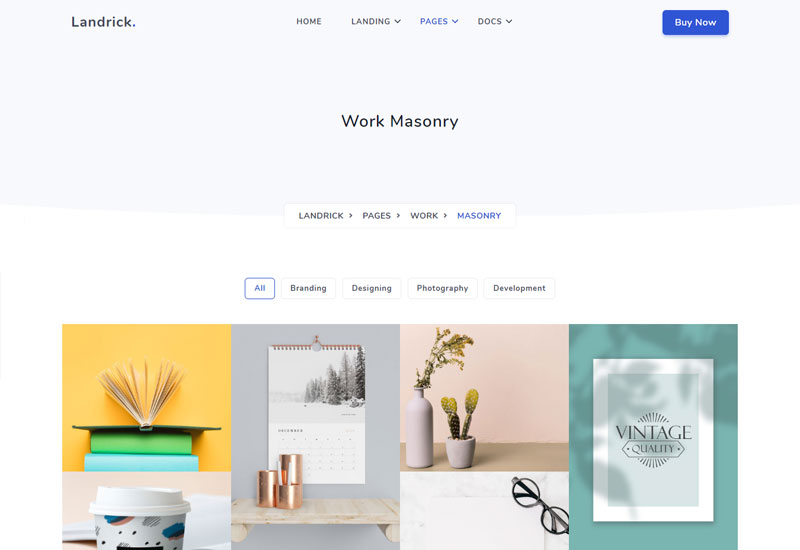 Landrick.
HOME LANDING PAGES DOCS
Buy Now
Work Masonry
LANDRICK > PAGES > WORK > MASONRY
All Branding Designing Photography Development
DECEMBER
VINTAGE
QUALITY